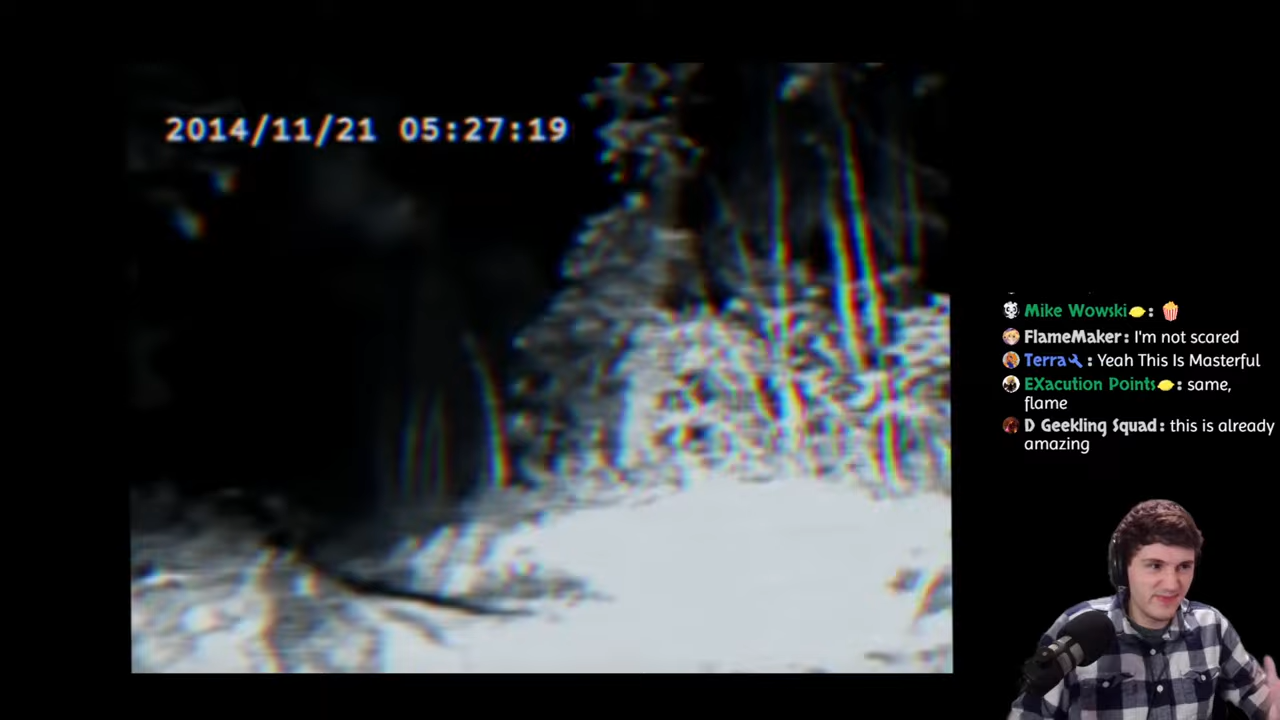 2014/11/21 05:27:19
Mike Wowski: 🍿
FlameMaker: I'm not scared
Terra: Yeah This Is Masterful
EXacution Points: same,
flame
D Geekling Squad: this is already
amazing